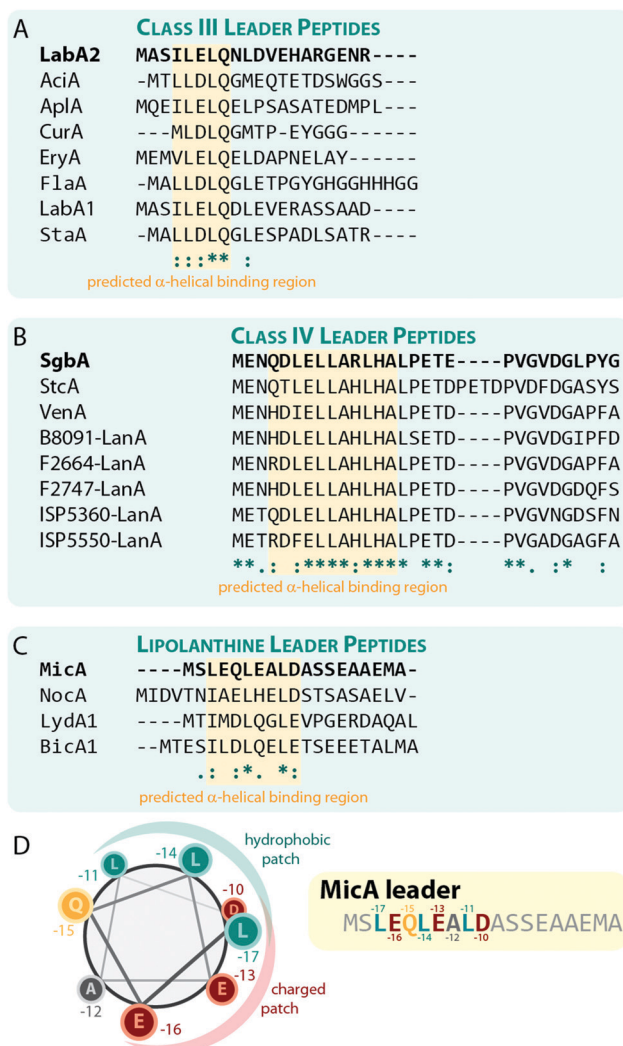 A CLASS III LEADER PEPTIDES
LabA2 MASILELQNLDVEHARGENR----
AciA -MTLLDLQGMEQTETDSWGGS---
AplA MQEILELQELPSASATEDMPL---
CurA ---MLDLQGMTP-EYGGG------
EryA MEMVLELQELDAPNELAY------
FlaA -MALLDLQGLETPGYGHGGHHHGG
LabA1 MASILELQDLEVERASSAAD----
StaA -MALLDLQGLESPADLSATR----
:::** :
predicted α-helical binding region
B CLASS IV LEADER PEPTIDES
SgbA MENQDLELLARLHALPETE----PVGVDGLPYG
StcA MENQTLELLAHLHALPETDPETDPVDFDGASYS
VenA MENHDIELLAHLHALPETD----PVGVDGAPFA
B8091-LanA MENHDLELLAHLHALSETD----PVGVDGIPFD
F2664-LanA MENRDLELLAHLHALPETD----PVGVDGAPFA
F2747-LanA MENHDLELLAHLHALPETD----PVGVDGDQFS
ISP5360-LanA METQDLELLAHLHALPETD----PVGVNGDSFN
ISP5550-LanA METRDFELLAHLHALPETD----PVGADGAGFA
**.: :****:**** **: **. :* :
predicted α-helical binding region
C LIPOLANTHINE LEADER PEPTIDES
MicA ----MSLEQLEALDASSEAAEMA-
NocA MIDVTNIAELHELDSTSASAELV-
LydA1 ----MTIMDLQGLEVPGERDAQAL
BicA1 --MTESILDLQELETSEEETALMA
.: :*. *:
predicted α-helical binding region
D
hydrophobic
patch
-14 L
L -11
-10 D
Q -15
L -17
-13 E
A -12
E -16
charged
patch
MicA leader
-17 -15 -13 -11
MSLEQLEALDASSEAAEMA
-16 -14 -12 -10